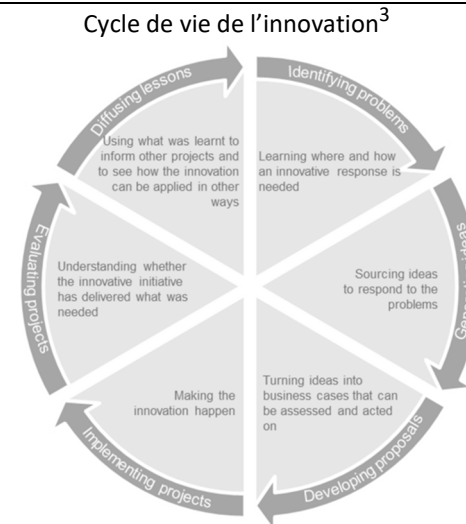 Cycle de vie de l’innovation3
Identifying problems
Learning where and how
an innovative response is
needed
Sourcing ideas
to respond to the
problems
Developing proposals
Turning ideas into
business cases that can
be assessed and acted
on
Implementing projects
Making the
innovation happen
Evaluating projects
Understanding whether
the innovative initiative
has delivered what was
needed
Diffusing lessons
Using what was learnt to
inform other projects and
to see how the innovation
can be applied in other
ways